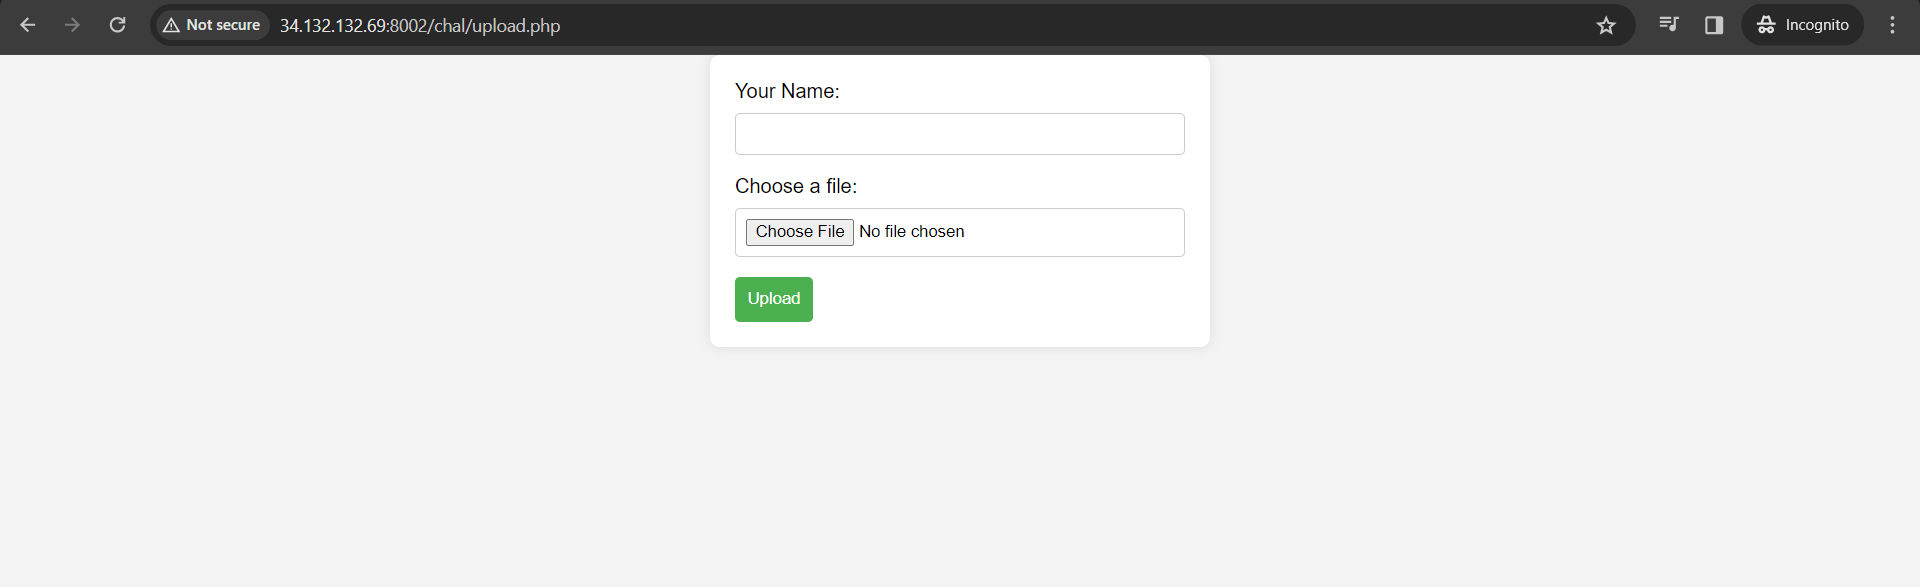 Not secure 34.132.132.69:8002/chal/upload.php Incognito
Your Name:
Choose a file:
Choose File No file chosen
Upload